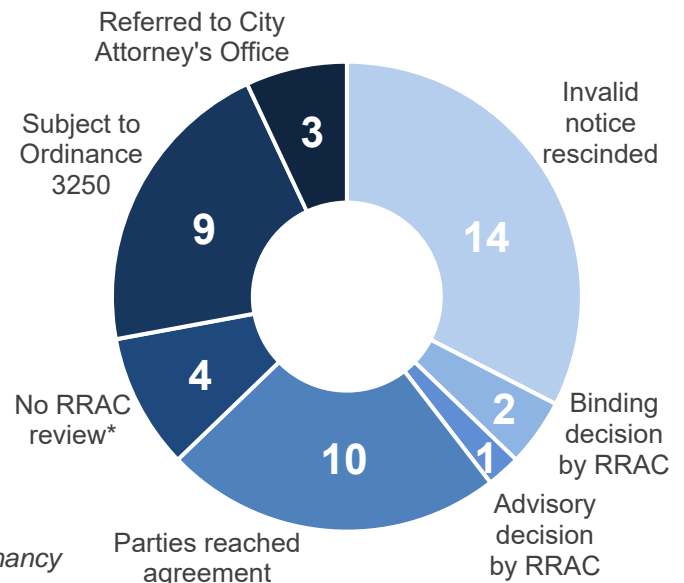 Referred to City
Attorney's Office
3
Invalid
notice
rescinded
14
Subject to
Ordinance
3250
9
No RRAC
review*
4
2
Binding
decision
by RRAC
1
Advisory
decision
by RRAC
10
Parties reached
agreement